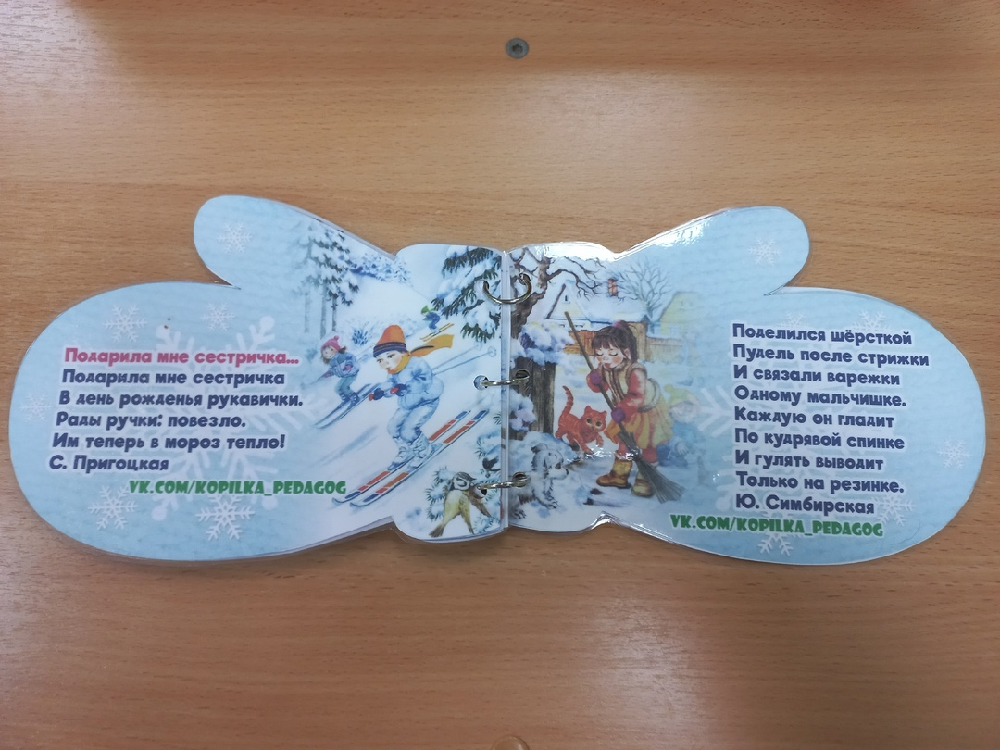 Подарила мне сестричка...
Подарила мне сестричка
В день рожденья рукавички.
Рады ручки: повезло.
Им теперь в мороз тепло!
С. Пригоцкая
VK.COM/KOPILKA_PEDAGOG
Поделился шёрсткой
Пудель после стрижки
И связали варежки
Одному мальчишке.
Каждую он гладит
По кудрявой спинке
И гулять выводит
Только на резинке.
Ю. Симбирская
VK.COM/KOPILKA_PEDAGOG